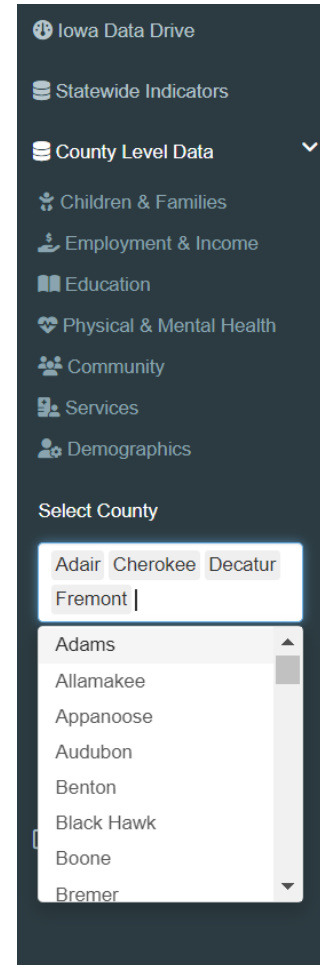 Iowa Data Drive
Statewide Indicators
County Level Data
Children & Families
Employment & Income
Education
Physical & Mental Health
Community
Services
Demographics
Select County
Adair Cherokee Decatur
Fremont
Adams
Allamakee
Appanoose
Audubon
Benton
Black Hawk
Boone
Bremer